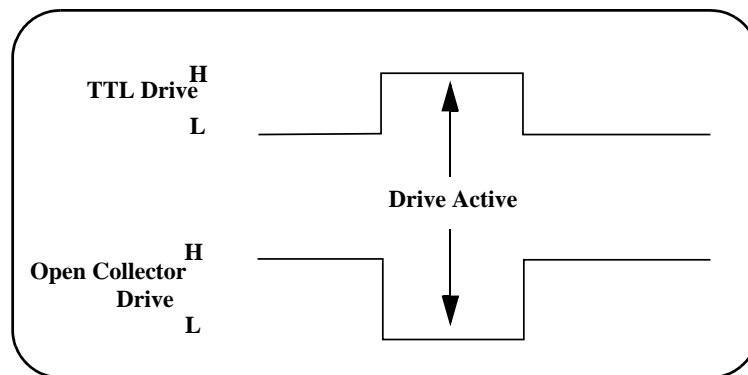 H
TTL Drive
L
Drive Active
H
Open Collector
Drive
L